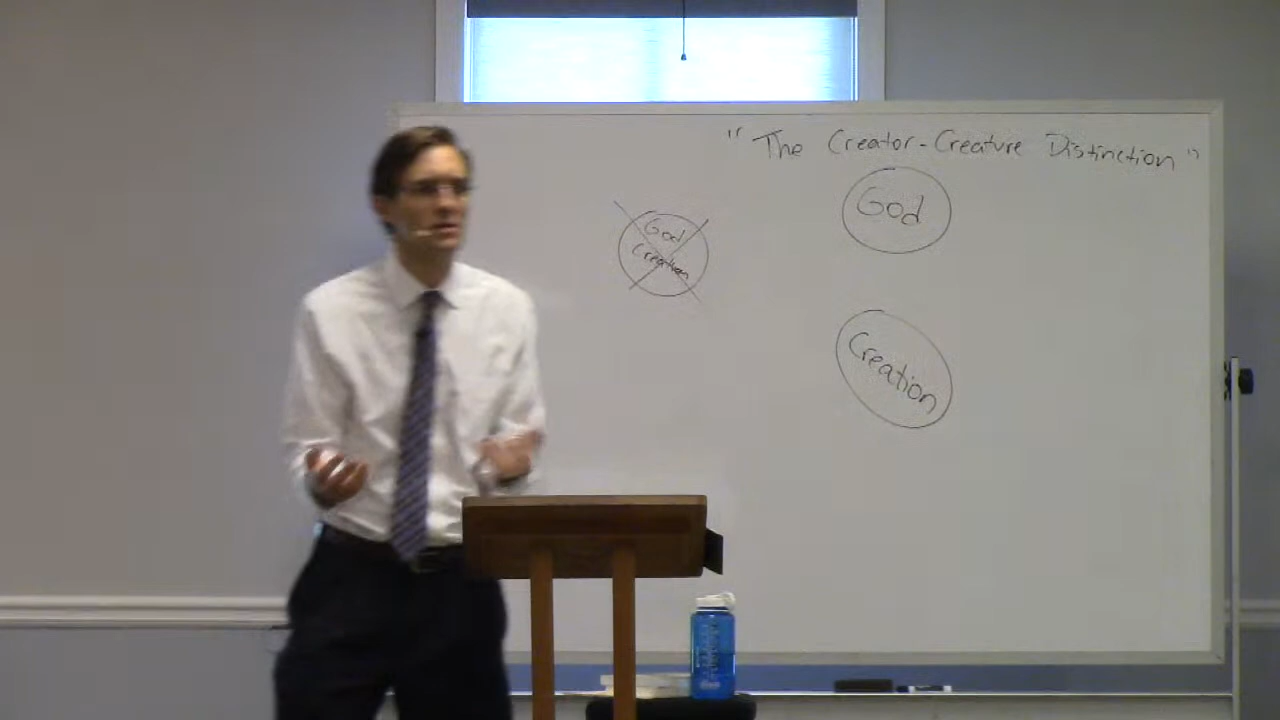 "The Creator-Creature Distinction"
God
Creation
God
Creation